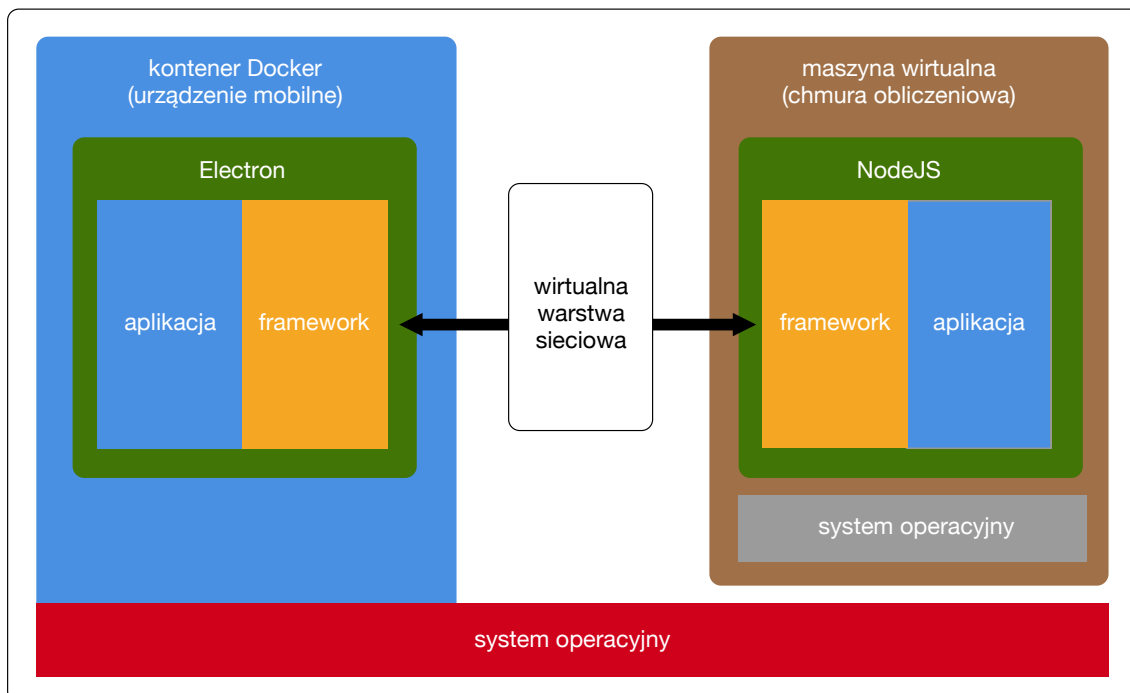 kontener Docker
(urządzenie mobilne)
Electron
aplikacja
framework
wirtualna
warstwa
sieciowa
maszyna wirtualna
(chmura obliczeniowa)
NodeJS
framework
aplikacja
system operacyjny
system operacyjny